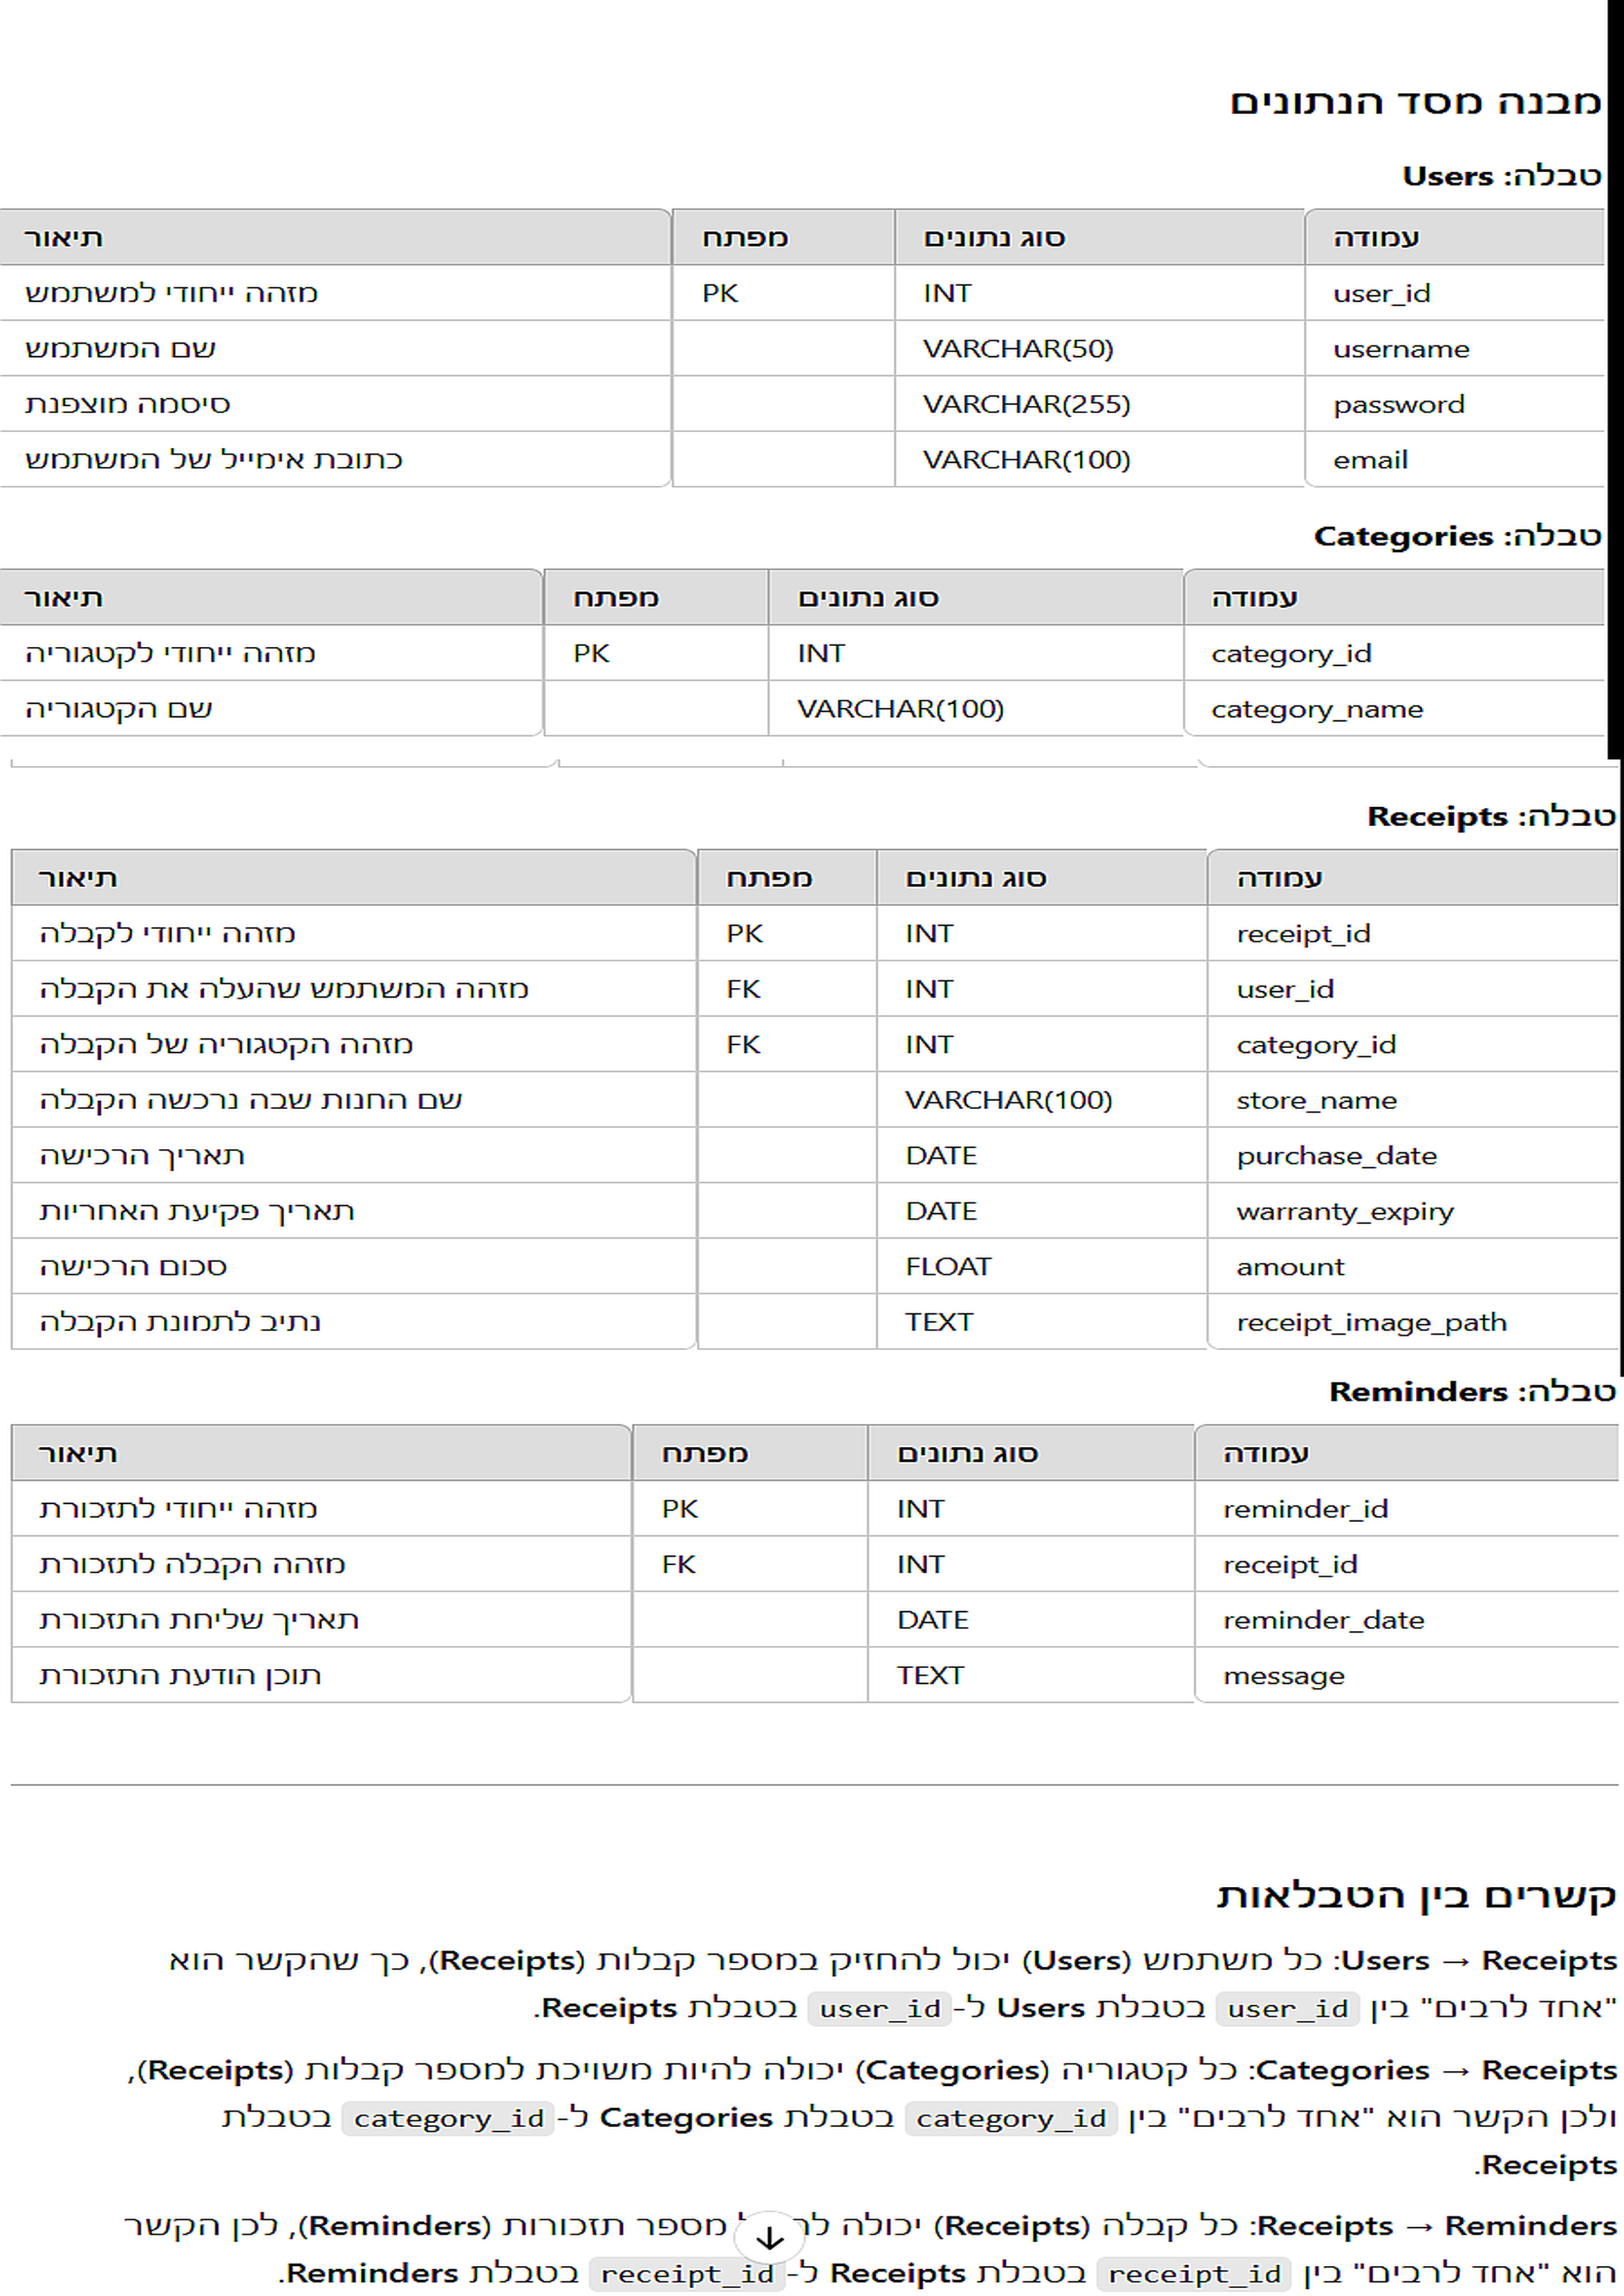 מבנה מסד הנתונים
טבלה: Users
עמודה סוג נתונים מפתח תיאור
user_id INT PK מזהה ייחודי למשתמש
username VARCHAR(50) שם המשתמש
password VARCHAR(255) סיסמה מוצפנת
email VARCHAR(100) כתובת אימייל של המשתמש
טבלה: Categories
עמודה סוג נתונים מפתח תיאור
category_id INT PK מזהה ייחודי לקטגוריה
category_name VARCHAR(100) שם הקטגוריה
טבלה: Receipts
עמודה סוג נתונים מפתח תיאור
receipt_id INT PK מזהה ייחודי לקבלה
user_id INT FK מזהה המשתמש שהעלה את הקבלה
category_id INT FK מזהה הקטגוריה של הקבלה
store_name VARCHAR(100) שם החנות שבה נרכשה הקבלה
purchase_date DATE תאריך הרכישה
warranty_expiry DATE תאריך פקיעת האחריות
amount FLOAT סכום הרכישה
receipt_image_path TEXT נתיב לתמונת הקבלה
טבלה: Reminders
עמודה סוג נתונים מפתח תיאור
reminder_id INT PK מזהה ייחודי לתזכורת
receipt_id INT FK מזהה הקבלה לתזכורת
reminder_date DATE תאריך שליחת התזכורת
message TEXT תוכן הודעת התזכורת
קשרים בין הטבלאות
Users → Receipts: כל משתמש (Users) יכול להחזיק במספר קבלות (Receipts), כך שהקשר הוא
"אחד לרבים" בין user_id בטבלת Users ל-user_id בטבלת Receipts.
Categories → Receipts: כל קטגוריה (Categories) יכולה להיות משויכת למספר קבלות (Receipts),
ולכן הקשר הוא "אחד לרבים" בין category_id בטבלת Categories ל-category_id בטבלת
Receipts.
Receipts → Reminders: כל קבלה (Receipts) יכולה מספר תזכורות (Reminders), לכן הקשר
הוא "אחד לרבים" בין receipt_id בטבלת Receipts ל-receipt_id בטבלת Reminders.